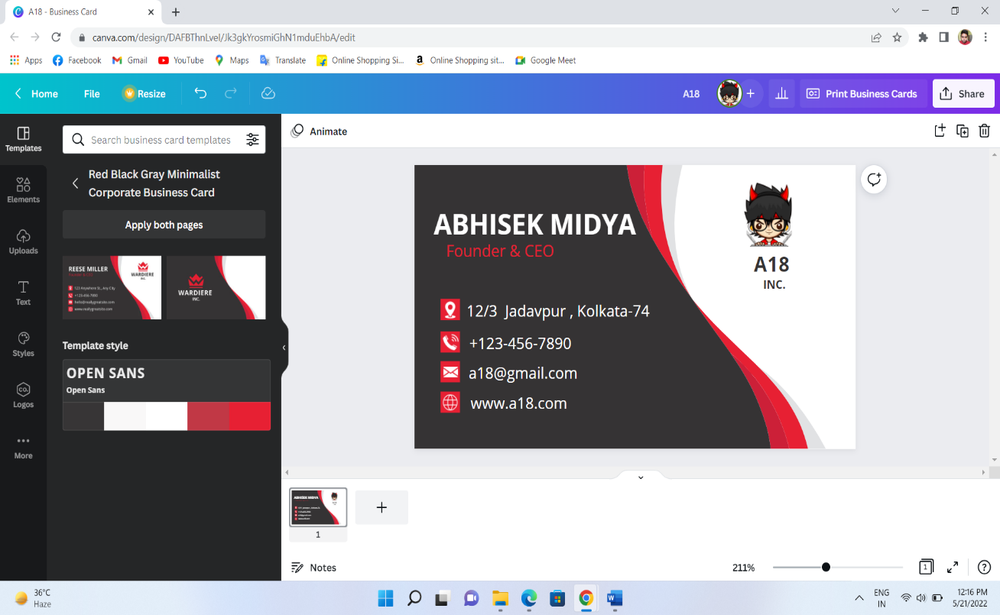 A18 - Business Card
canva.com/design/DAFBThnLveI/Jk3gkYrosmiGhN1mduEhbA/edit
Apps
Facebook
Gmail
YouTube
Maps
Translate
Online Shopping Si...
Online Shopping sit...
Google Meet
Home
File
Resize
A18
Print Business Cards
Share
Templates
Elements
Uploads
Text
Styles
CO.
Logos
More
Search business card templates
Red Black Gray Minimalist
Corporate Business Card
Apply both pages
REESE MILLER
Founder & CEO
123 Anywhere St., Any City
+123-456-7890
hello@reallygreatsite.com
www.reallygreatsite.com
WARDIERE
INC.
WARDIERE
INC.
Template style
OPEN SANS
Open Sans
Animate
ABHISEK MIDYA
Founder & CEO
12/3 Jadavpur , Kolkata-74
+123-456-7890
a18@gmail.com
www.a18.com
A18
INC.
ABHISEK MIDYA
1
Notes
211%
1
36°C
Haze
ENG
IN
12:16 PM
5/21/2022